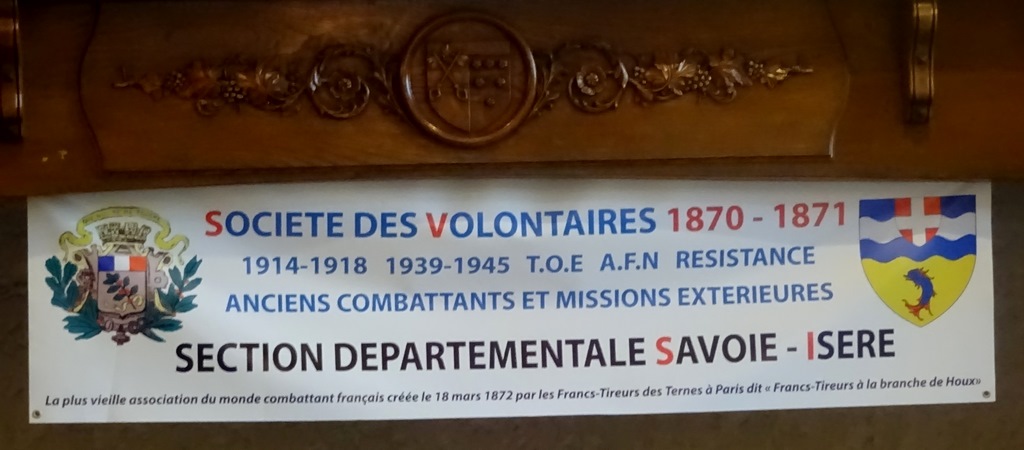 SOCIETE DES VOLONTAIRES 1870 - 1871
1914-1918 1939-1945 T.O.E A.F.N RESISTANCE
ANCIENS COMBATTANTS ET MISSIONS EXTERIEURES
SECTION DEPARTEMENTALE SAVOIE - ISERE
La plus vieille association du monde combattant français créée le 18 mars 1872 par les Francs-Tireurs des Ternes à Paris dit « Francs-Tireurs à la branche de Houx»